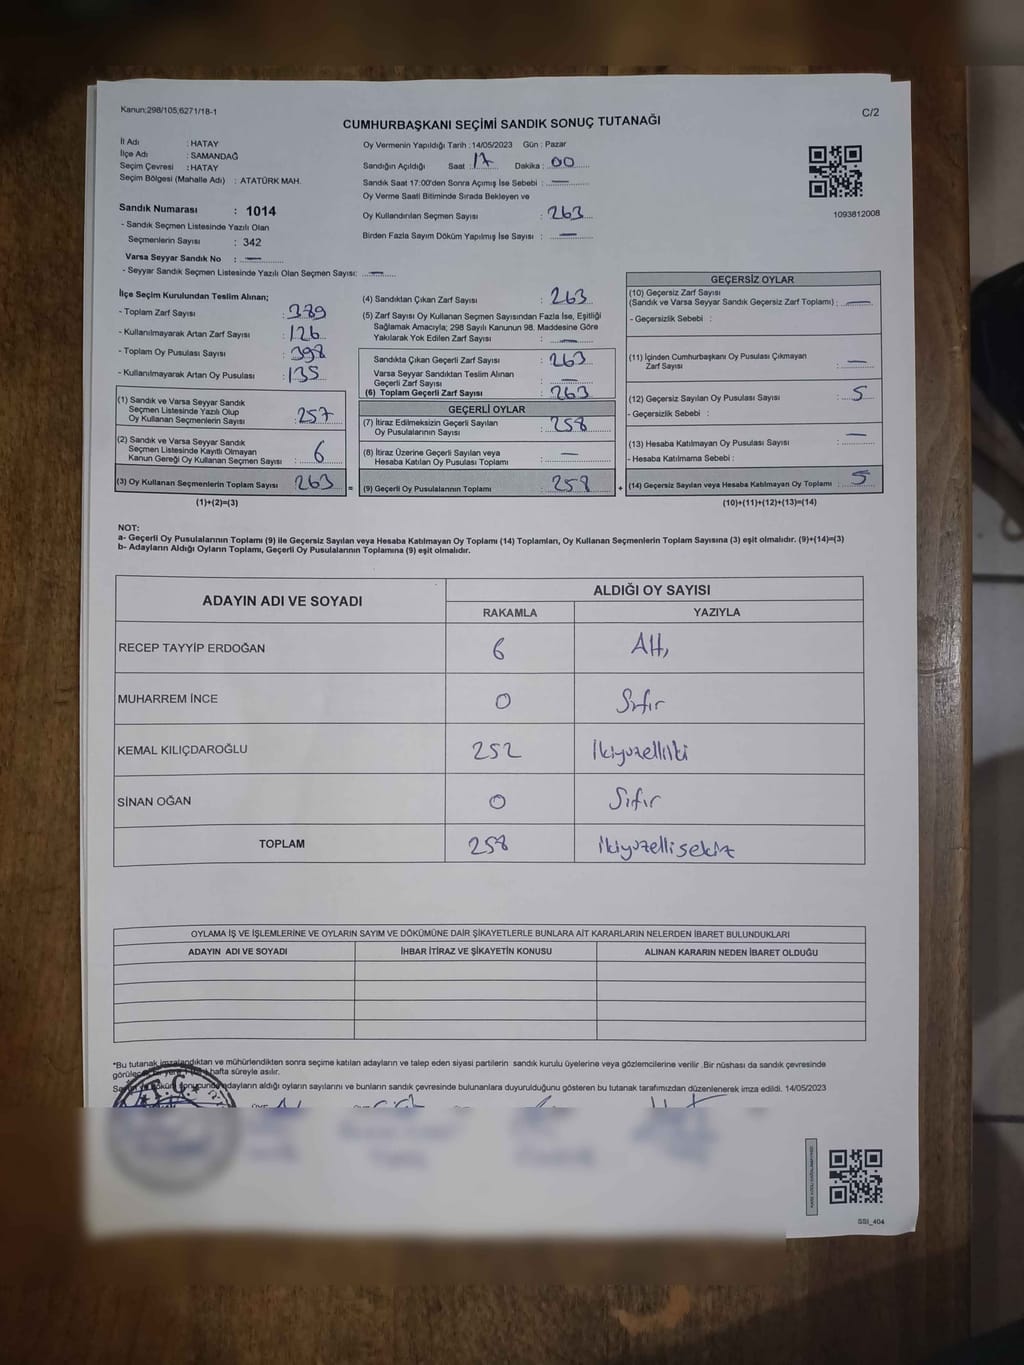 Kanun:298/105;6271/18-1
C/2
CUMHURBAŞKANI SEÇİMİ SANDIK SONUÇ TUTANAĞI
İl Adı : HATAY
İlçe Adı : SAMANDAĞ
Seçim Çevresi : HATAY
Seçim Bölgesi (Mahalle Adı) : ATATÜRK MAH.
Sandık Numarası : 1014
- Sandık Seçmen Listesinde Yazılı Olan
Seçmenlerin Sayısı : 342
Varsa Seyyar Sandık No : —
- Seyyar Sandık Seçmen Listesinde Yazılı Olan Seçmen Sayısı: —
Oy Vermenin Yapıldığı Tarih : 14/05/2023 Gün : Pazar
Sandığın Açıldığı Saat : 17 Dakika : 00
Sandık Saat 17:00'den Sonra Açımış İse Sebebi : —
Oy Verme Saati Bitiminde Sırada Bekleyen ve
Oy Kullandırılan Seçmen Sayısı : 263
Birden Fazla Sayım Döküm Yapılmış İse Sayısı : —
1093812008
İlçe Seçim Kurulundan Teslim Alınan;
- Toplam Zarf Sayısı : 389
- Kullanılmayarak Artan Zarf Sayısı : 126
- Toplam Oy Pusulası Sayısı : 398
- Kullanılmayarak Artan Oy Pusulası : 135
(1) Sandık ve Varsa Seyyar Sandık
Seçmen Listesinde Yazılı Olup
Oy Kullanan Seçmenlerin Sayısı : 257
(2) Sandık ve Varsa Seyyar Sandık
Seçmen Listesinde Kayıtlı Olmayan
Kanun Gereği Oy Kullanan Seçmen Sayısı : 6
(3) Oy Kullanan Seçmenlerin Toplam Sayısı : 263
(1)+(2)=(3)
(4) Sandıktan Çıkan Zarf Sayısı : 263
(5) Zarf Sayısı Oy Kullanan Seçmen Sayısından Fazla İse, Eşitliği
Sağlamak Amacıyla; 298 Sayılı Kanunun 98. Maddesine Göre
Yakılarak Yok Edilen Zarf Sayısı : —
Sandıkta Çıkan Geçerli Zarf Sayısı : 263
Varsa Seyyar Sandıktan Teslim Alınan
Geçerli Zarf Sayısı : —
(6) Toplam Geçerli Zarf Sayısı : 263
GEÇERLİ OYLAR
(7) İtiraz Edilmeksizin Geçerli Sayılan
Oy Pusulalarının Sayısı : 258
(8) İtiraz Üzerine Geçerli Sayılan veya
Hesaba Katılan Oy Pusulası Toplamı : —
= (9) Geçerli Oy Pusulalarının Toplamı : 258
GEÇERSİZ OYLAR
(10) Geçersiz Zarf Sayısı
(Sandık ve Varsa Seyyar Sandık Geçersiz Zarf Toplamı) : —
- Geçersizlik Sebebi :
(11) İçinden Cumhurbaşkanı Oy Pusulası Çıkmayan
Zarf Sayısı : —
(12) Geçersiz Sayılan Oy Pusulası Sayısı : 5
- Geçersizlik Sebebi :
(13) Hesaba Katılmayan Oy Pusulası Sayısı : —
- Hesaba Katılmama Sebebi :
+ (14) Geçersiz Sayılan veya Hesaba Katılmayan Oy Toplamı : 5
(10)+(11)+(12)+(13)=(14)
NOT:
a- Geçerli Oy Pusulalarının Toplamı (9) ile Geçersiz Sayılan veya Hesaba Katılmayan Oy Toplamı (14) Toplamları, Oy Kullanan Seçmenlerin Toplam Sayısına (3) eşit olmalıdır. (9)+(14)=(3)
b- Adayların Aldığı Oyların Toplamı, Geçerli Oy Pusulalarının Toplamına (9) eşit olmalıdır.
ADAYIN ADI VE SOYADI ALDIĞI OY SAYISI
RAKAMLA YAZIYLA
RECEP TAYYİP ERDOĞAN 6 Altı
MUHARREM İNCE 0 Sıfır
KEMAL KILIÇDAROĞLU 252 İkiyüzelliiki
SİNAN OĞAN 0 Sıfır
TOPLAM 258 İkiyüzellisekiz
OYLAMA İŞ VE İŞLEMLERİNE VE OYLARIN SAYIM VE DÖKÜMÜNE DAİR ŞİKAYETLERLE BUNLARA AİT KARARLARIN NELERDEN İBARET BULUNDUKLARI
ADAYIN ADI VE SOYADI İHBAR İTİRAZ VE ŞİKAYETİN KONUSU ALINAN KARARIN NEDEN İBARET OLDUĞU
*Bu tutanak imzalandıktan ve mühürlendikten sonra seçime katılan adayların ve talep eden siyasi partilerin sandık kurulu üyelerine veya gözlemcilerine verilir. Bir nüshası da sandık çevresinde
hafta süreyle asılır.
adayların aldığı oyların sayılarını ve bunların sandık çevresinde bulunanlara duyurulduğunu gösteren bu tutanak tarafımızdan düzenlenerek imza edildi. 14/05/2023
T.C.
SSI_404